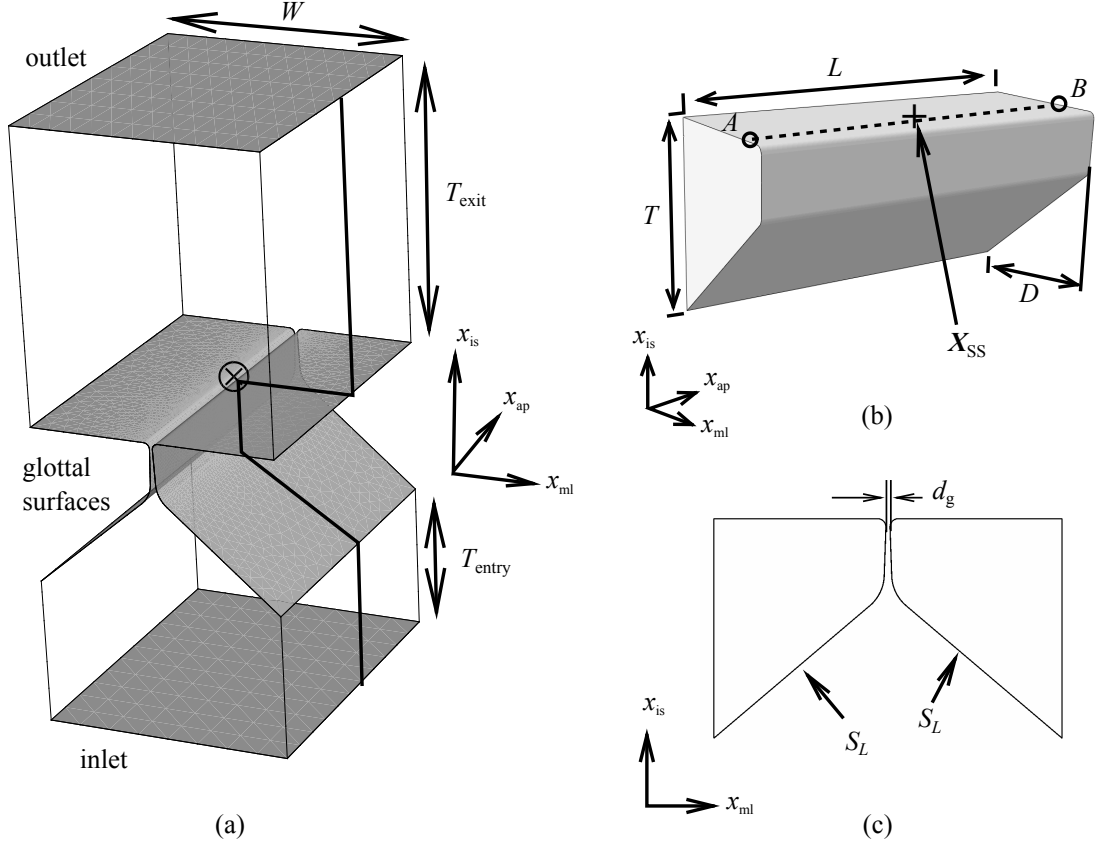 W
outlet
T_exit
x_is
x_ap
x_ml
glottal
surfaces
T_entry
inlet
(a)
L
A
B
T
D
X_SS
x_is
x_ap
x_ml
(b)
d_g
S_L
S_L
x_is
x_ml
(c)